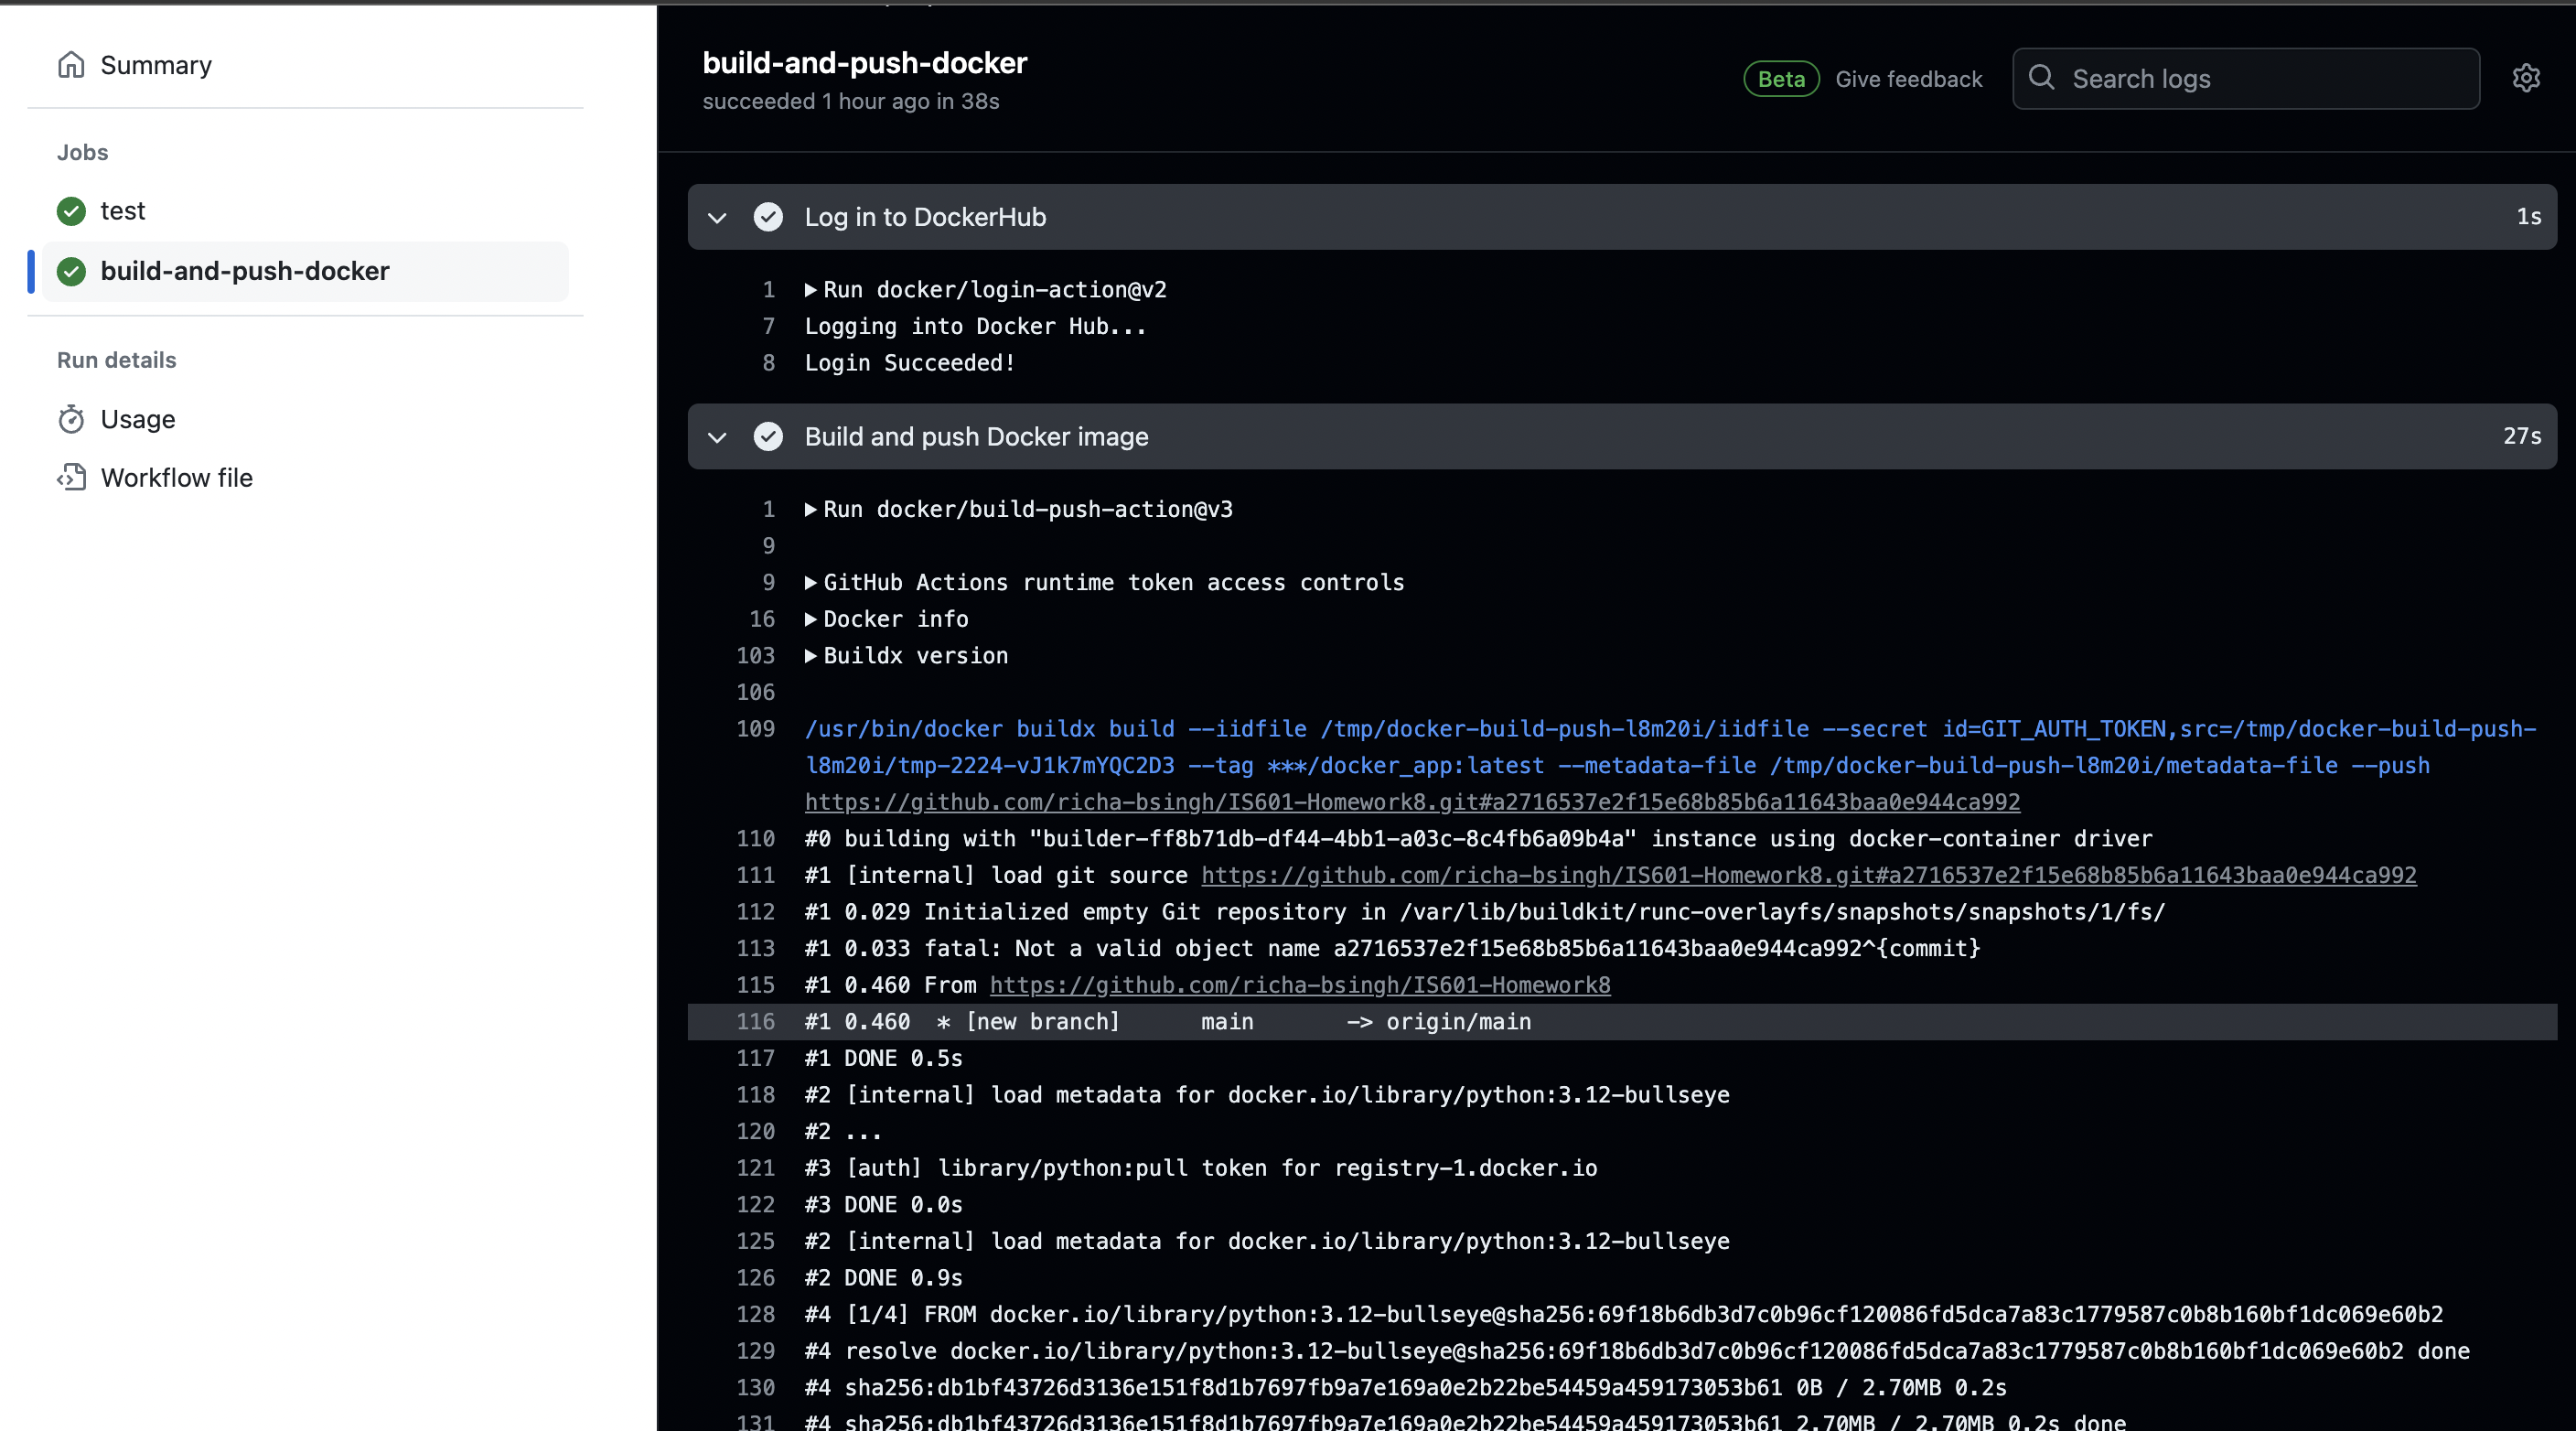 Summary
Jobs
test
build-and-push-docker
Run details
Usage
Workflow file
build-and-push-docker
succeeded 1 hour ago in 38s
Beta
Give feedback
Search logs
Log in to DockerHub
1s
1 Run docker/login-action@v2
7 Logging into Docker Hub...
8 Login Succeeded!
Build and push Docker image
27s
1 Run docker/build-push-action@v3
9
9 GitHub Actions runtime token access controls
16 Docker info
103 Buildx version
106
109 /usr/bin/docker buildx build --iidfile /tmp/docker-build-push-l8m20i/iidfile --secret id=GIT_AUTH_TOKEN,src=/tmp/docker-build-push-
l8m20i/tmp-2224-vJ1k7mYQC2D3 --tag ***/docker_app:latest --metadata-file /tmp/docker-build-push-l8m20i/metadata-file --push
https://github.com/richa-bsingh/IS601-Homework8.git#a2716537e2f15e68b85b6a11643baa0e944ca992
110 #0 building with "builder-ff8b71db-df44-4bb1-a03c-8c4fb6a09b4a" instance using docker-container driver
111 #1 [internal] load git source https://github.com/richa-bsingh/IS601-Homework8.git#a2716537e2f15e68b85b6a11643baa0e944ca992
112 #1 0.029 Initialized empty Git repository in /var/lib/buildkit/runc-overlayfs/snapshots/snapshots/1/fs/
113 #1 0.033 fatal: Not a valid object name a2716537e2f15e68b85b6a11643baa0e944ca992^{commit}
115 #1 0.460 From https://github.com/richa-bsingh/IS601-Homework8
116 #1 0.460 * [new branch] main -> origin/main
117 #1 DONE 0.5s
118 #2 [internal] load metadata for docker.io/library/python:3.12-bullseye
120 #2 ...
121 #3 [auth] library/python:pull token for registry-1.docker.io
122 #3 DONE 0.0s
125 #2 [internal] load metadata for docker.io/library/python:3.12-bullseye
126 #2 DONE 0.9s
128 #4 [1/4] FROM docker.io/library/python:3.12-bullseye@sha256:69f18b6db3d7c0b96cf120086fd5dca7a83c1779587c0b8b160bf1dc069e60b2
129 #4 resolve docker.io/library/python:3.12-bullseye@sha256:69f18b6db3d7c0b96cf120086fd5dca7a83c1779587c0b8b160bf1dc069e60b2 done
130 #4 sha256:db1bf43726d3136e151f8d1b7697fb9a7e169a0e2b22be54459a459173053b61 0B / 2.70MB 0.2s
131 #4 sha256:db1bf43726d3136e151f8d1b7697fb9a7e169a0e2b22be54459a459173053b61 2.70MB / 2.70MB 0.2s done